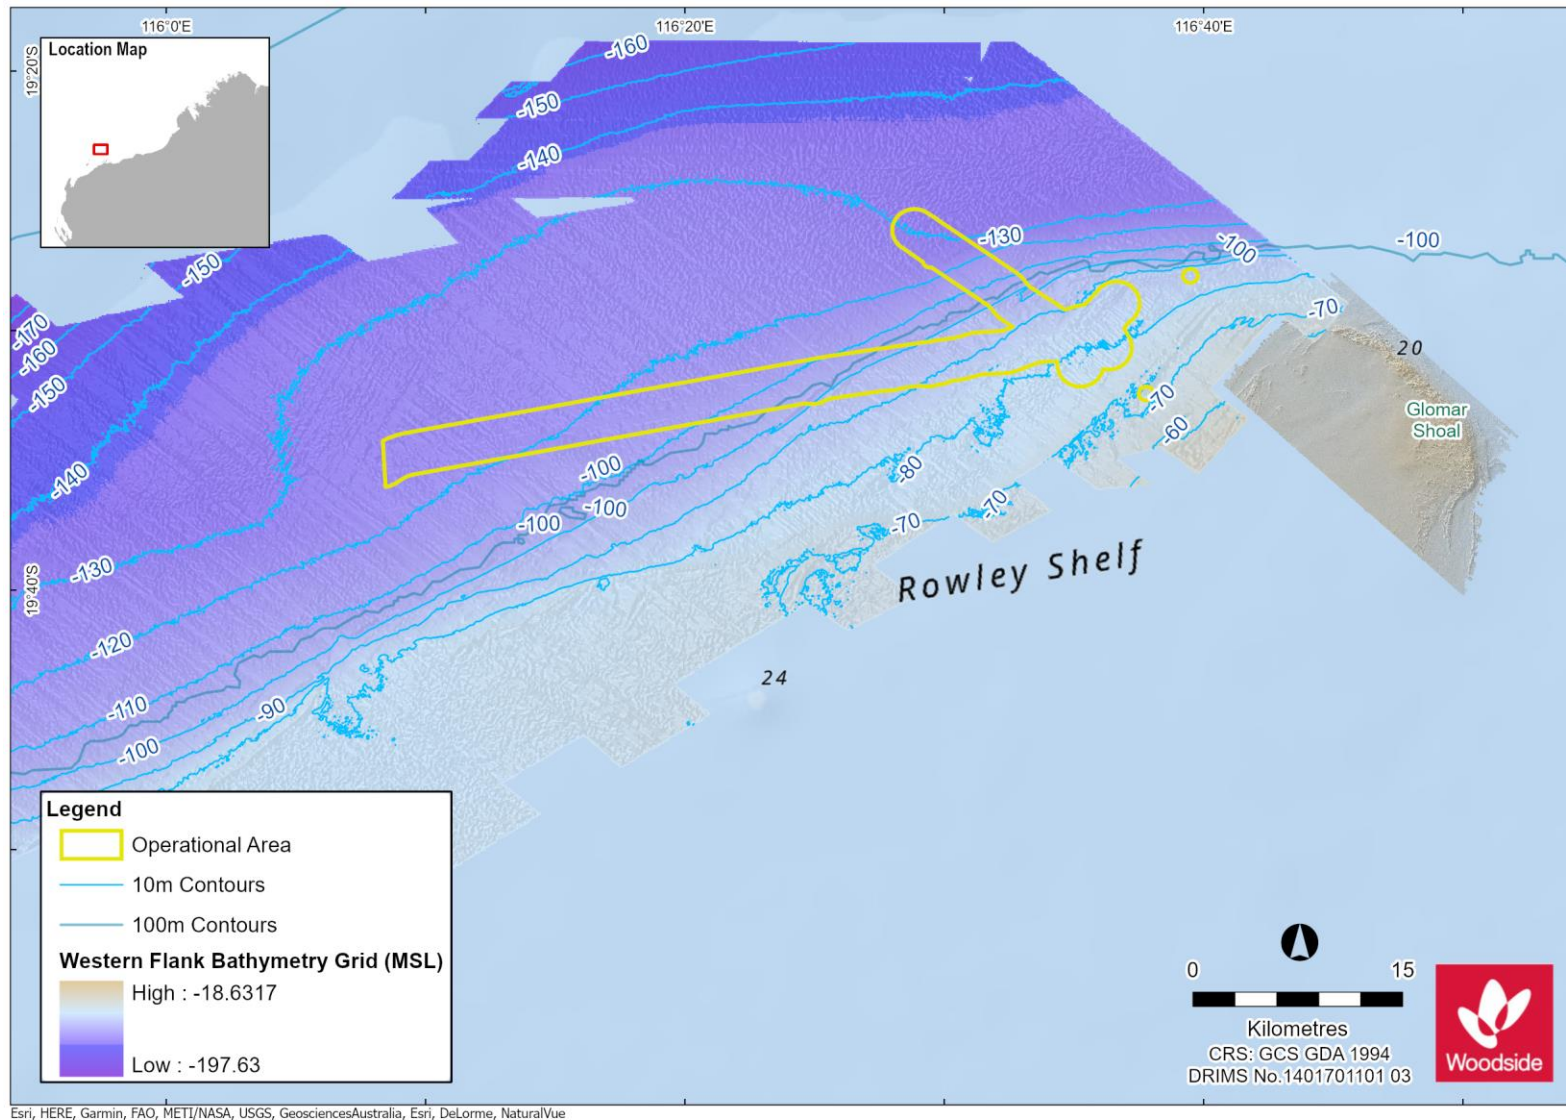 116°0'E
116°20'E
116°40'E
Location Map
19°20'S
-160
-150
-140
-130
-100
-100
-150
-170
-160
-150
-70
20
Glomar
Shoal
-140
-70
-60
-80
-100
-100
-100
-70
-70
Rowley Shelf
-130
19°40'S
-120
24
-110
-90
-100
Legend
Operational Area
10m Contours
100m Contours
Western Flank Bathymetry Grid (MSL)
High : -18.6317
Low : -197.63
0
15
Kilometres
CRS: GCS GDA 1994
DRIMS No.1401701101 03
Woodside
Esri, HERE, Garmin, FAO, METI/NASA, USGS, GeosciencesAustralia, Esri, DeLorme, NaturalVue